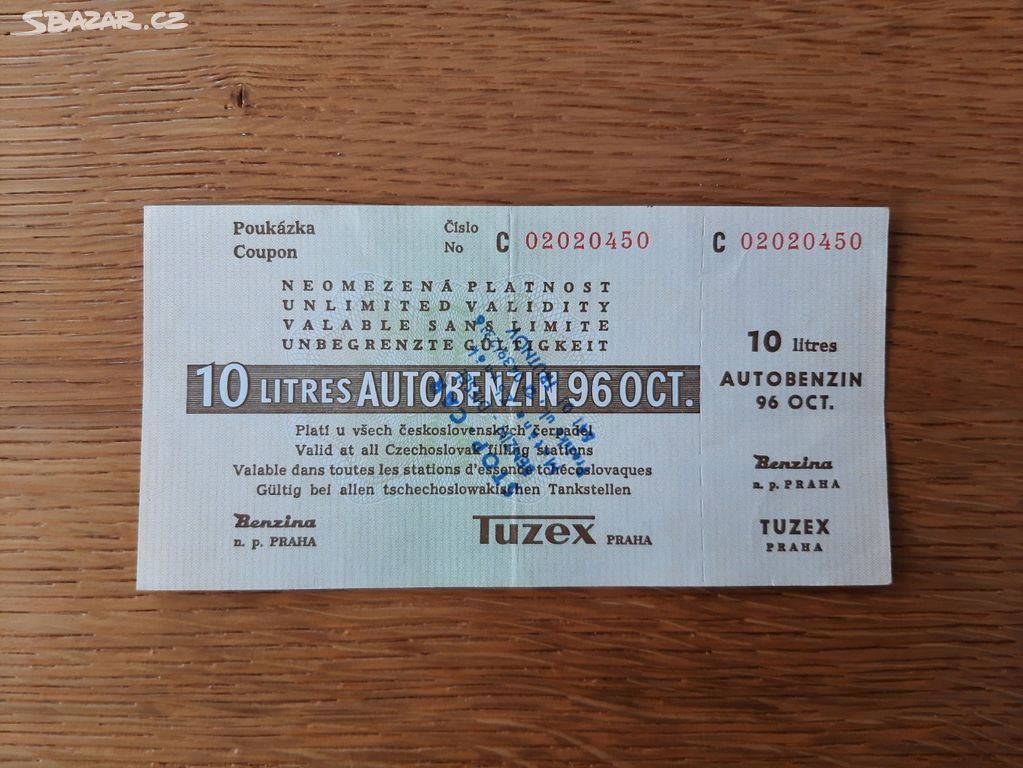 SBAZAR.CZ
Poukázka
Coupon
Číslo
No
C 02020450
NEOMEZENÁ PLATNOST
UNLIMITED VALIDITY
VALABLE SANS LIMITE
UNBEGRENZTE GÜLTIGKEIT
10 LITRES AUTOBENZIN 96 OCT.
Platí u všech československých čerpadel
Valid at all Czechoslovak filling stations
Valable dans toutes les stations d'essence tchécoslovaques
Gültig bei allen tschechoslowakischen Tankstellen
Benzina
n. p. PRAHA
TUZEX PRAHA
C 02020450
10 litres
AUTOBENZIN
96 OCT.
Benzina
n. p. PRAHA
TUZEX
PRAHA
STOP
TRUTNOV